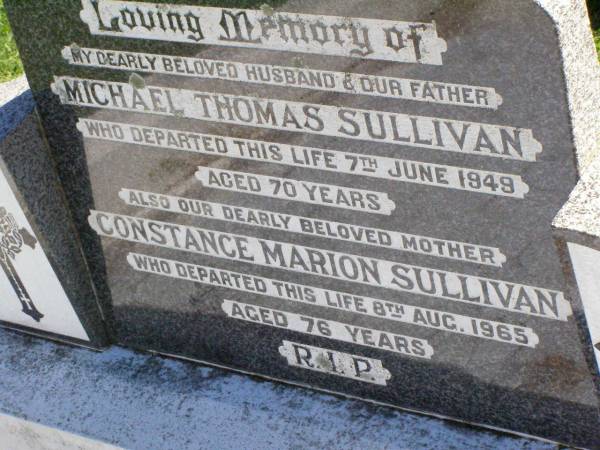 Loving Memory of
MY DEARLY BELOVED HUSBAND & OUR FATHER
MICHAEL THOMAS SULLIVAN
WHO DEPARTED THIS LIFE 7TH JUNE 1949
AGED 70 YEARS
ALSO OUR DEARLY BELOVED MOTHER
CONSTANCE MARION SULLIVAN
WHO DEPARTED THIS LIFE 8TH AUG. 1965
AGED 76 YEARS
R.I.P.